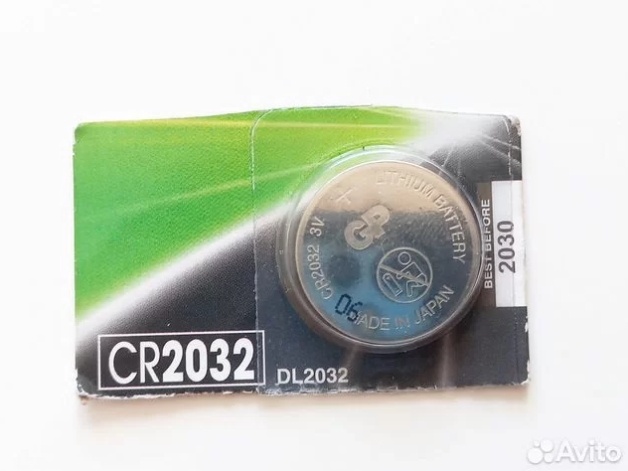 LITHIUM BATTERY
+
GP
CR2032 3V
06
MADE IN JAPAN
BEST BEFORE
2030
CR2032
DL2032
Avito